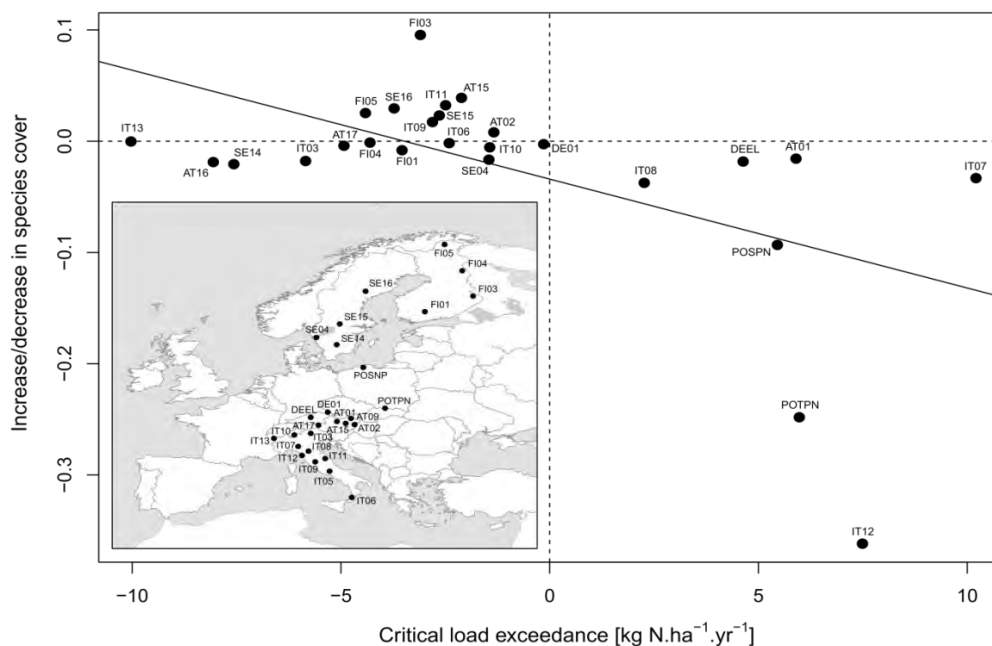 Increase/decrease in species cover
0.1
0.0
−0.1
−0.2
−0.3
FI03
IT11
AT15
SE16
FI05
SE15
IT09
AT02
IT13
AT17
IT06
IT03
FI04
IT10
DE01
SE14
FI01
AT16
SE04
DEEL
AT01
IT07
IT08
POSPN
POTPN
IT12
FI05
FI04
FI03
SE16
FI01
SE15
SE04
SE14
POSNP
DE01
POTPN
DEEL
AT01
AT09
AT17
AT15
AT02
IT10
IT03
IT13
IT07
IT08
IT12
IT11
IT09
IT05
IT06
−10
−5
0
5
10
Critical load exceedance [kg N.ha⁻¹.yr⁻¹]